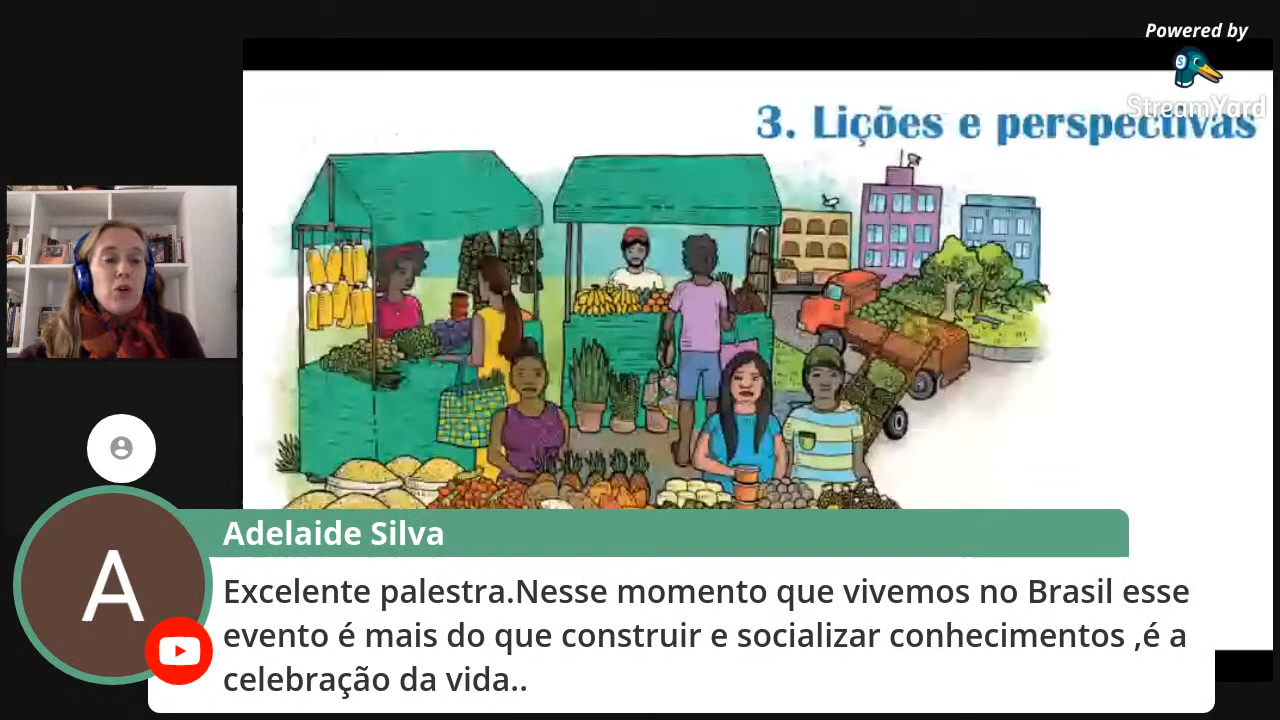 Powered by
StreamYard
3. Lições e perspectivas
Adelaide Silva
A
Excelente palestra.Nesse momento que vivemos no Brasil esse
evento é mais do que construir e socializar conhecimentos ,é a
celebração da vida..